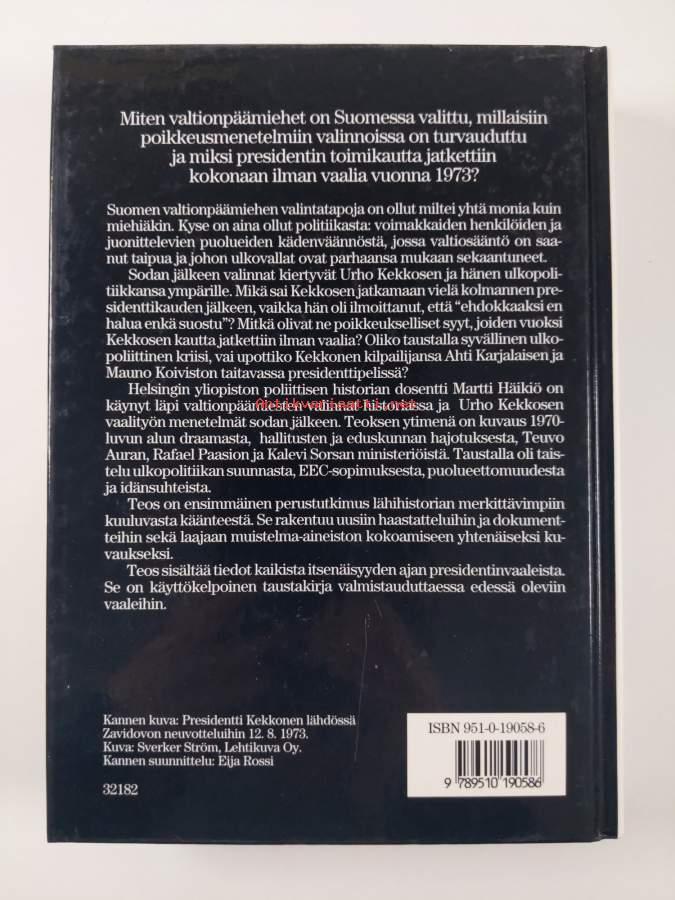 Miten valtionpäämiehet on Suomessa valittu, millaisiin
poikkeusmenetelmiin valinnoissa on turvauduttu
ja miksi presidentin toimikautta jatkettiin
kokonaan ilman vaalia vuonna 1973?
Suomen valtionpäämiehen valintatapoja on ollut miltei yhtä monia kuin
miehiäkin. Kyse on aina ollut politiikasta: voimakkaiden henkilöiden ja
juonittelevien puolueiden kädenväännöstä, jossa valtiosääntö on saa-
nut taipua ja johon ulkovallat ovat parhaansa mukaan sekaantuneet.
Sodan jälkeen valinnat kiertyvät Urho Kekkosen ja hänen ulkopoli-
tiikkansa ympärille. Mikä sai Kekkosen jatkamaan vielä kolmannen pre-
sidenttikauden jälkeen, vaikka hän oli ilmoittanut, että “ehdokkaaksi en
halua enkä suostu”? Mitkä olivat ne poikkeukselliset syyt, joiden vuoksi
Kekkosen kautta jatkettiin ilman vaalia? Oliko taustalla syvällinen ulko-
poliittinen kriisi, vai upottiko Kekkonen kilpailijansa Ahti Karjalaisen ja
Mauno Koiviston taitavassa presidenttipelissä?
Helsingin yliopiston poliittisen historian dosentti Martti Häikiö on
käynyt läpi valtionpäämiesten valinnat historiassa ja Urho Kekkosen
Antikvariaatti.net
vaalityön menetelmät sodan jälkeen. Teoksen ytimenä on kuvaus 1970-
luvun alun draamasta, hallitusten ja eduskunnan hajotuksesta, Teuvo
Auran, Rafael Paasion ja Kalevi Sorsan ministeriöistä. Taustalla oli tais-
telu ulkopolitiikan suunnasta, EEC-sopimuksesta, puolueettomuudesta
ja idänsuhteista.
Teos on ensimmäinen perustutkimus lähihistorian merkittävimpiin
kuuluvasta käänteestä. Se rakentuu uusiin haastatteluihin ja dokument-
teihin sekä laajaan muistelma-aineiston kokoamiseen yhtenäiseksi ku-
vaukseksi.
Teos sisältää tiedot kaikista itsenäisyyden ajan presidentinvaaleista.
Se on käyttökelpoinen taustakirja valmistauduttaessa edessä oleviin
vaaleihin.
Kannen kuva: Presidentti Kekkonen lähdössä
Zavidovon neuvotteluihin 12. 8. 1973.
Kuva: Sverker Ström, Lehtikuva Oy.
Kannen suunnittelu: Eija Rossi
32182
ISBN 951-0-19058-6
9 789510 190586